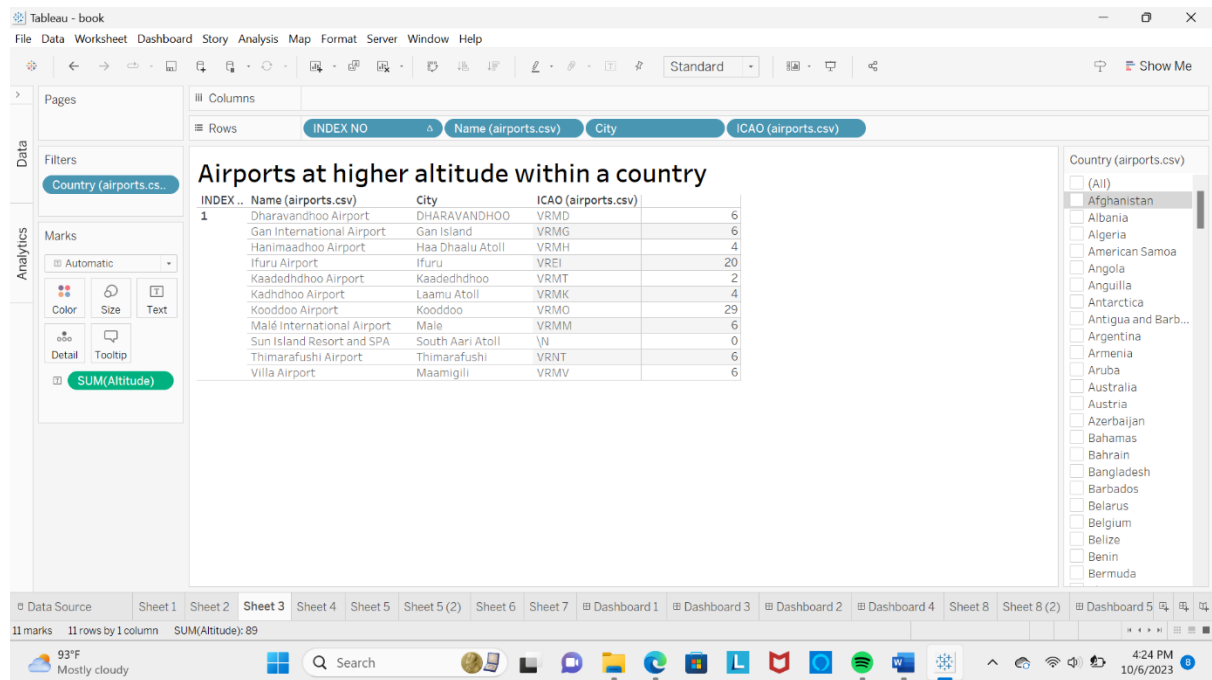 Tableau - book
File Data Worksheet Dashboard Story Analysis Map Format Server Window Help
Standard
Show Me
Pages
Columns
Rows
INDEX NO
Name (airports.csv)
City
ICAO (airports.csv)
Data
Analytics
Filters
Country (airports.cs..
Marks
Automatic
Color Size Text
Detail Tooltip
SUM(Altitude)
Airports at higher altitude within a country
INDEX .. Name (airports.csv) City ICAO (airports.csv)
1 Dharavandhoo Airport DHARAVANDHOO VRMD 6
Gan International Airport Gan Island VRMG 6
Hanimaadhoo Airport Haa Dhaalu Atoll VRMH 4
Ifuru Airport Ifuru VREI 20
Kaadedhdhoo Airport Kaadedhdhoo VRMT 2
Kadhdhoo Airport Laamu Atoll VRMK 4
Kooddoo Airport Kooddoo VRMO 29
Malé International Airport Male VRMM 6
Sun Island Resort and SPA South Aari Atoll \N 0
Thimarafushi Airport Thimarafushi VRNT 6
Villa Airport Maamigili VRMV 6
Country (airports.csv)
(All)
Afghanistan
Albania
Algeria
American Samoa
Angola
Anguilla
Antarctica
Antigua and Barb...
Argentina
Armenia
Aruba
Australia
Austria
Azerbaijan
Bahamas
Bahrain
Bangladesh
Barbados
Belarus
Belgium
Belize
Benin
Bermuda
Data Source Sheet 1 Sheet 2 Sheet 3 Sheet 4 Sheet 5 Sheet 5 (2) Sheet 6 Sheet 7 Dashboard 1 Dashboard 3 Dashboard 2 Dashboard 4 Sheet 8 Sheet 8 (2) Dashboard 5
11 marks 11 rows by 1 column SUM(Altitude): 89
93°F
Mostly cloudy
Search
L
W
4:24 PM
10/6/2023
8